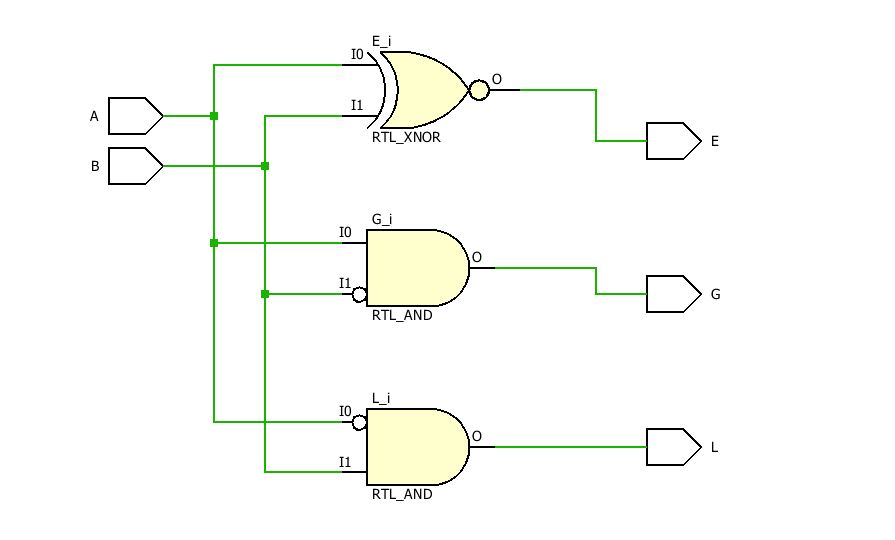 E_i
I0
O
A
I1
RTL_XNOR
E
B
G_i
I0
O
I1
G
RTL_AND
L_i
I0
O
L
I1
RTL_AND